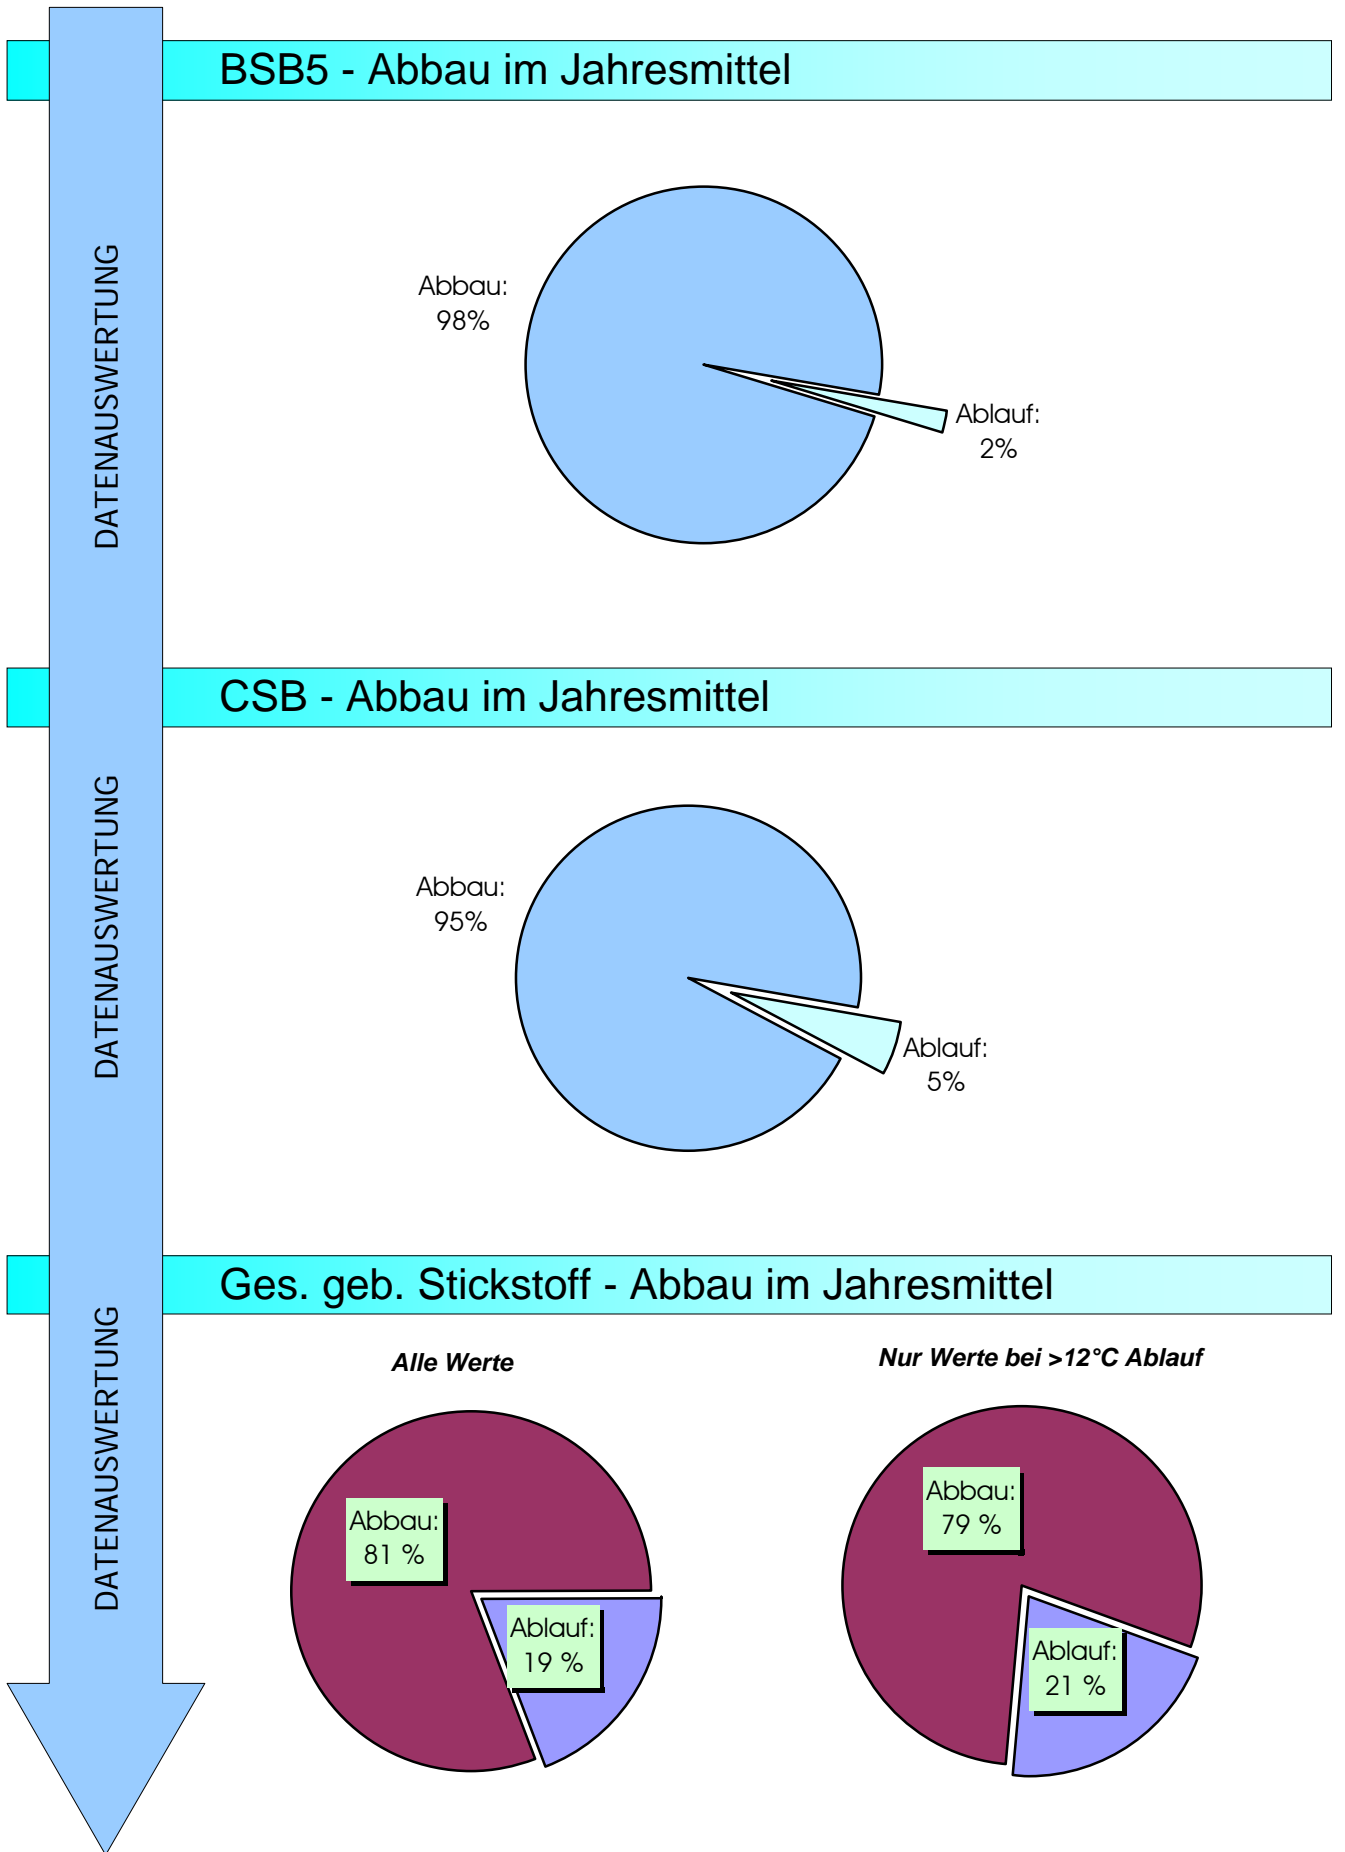 BSB5 - Abbau im Jahresmittel
DATENAUSWERTUNG
Abbau:
98%
Ablauf:
2%
CSB - Abbau im Jahresmittel
DATENAUSWERTUNG
Abbau:
95%
Ablauf:
5%
Ges. geb. Stickstoff - Abbau im Jahresmittel
DATENAUSWERTUNG
Alle Werte
Abbau:
81 %
Ablauf:
19 %
Nur Werte bei >12°C Ablauf
Abbau:
79 %
Ablauf:
21 %